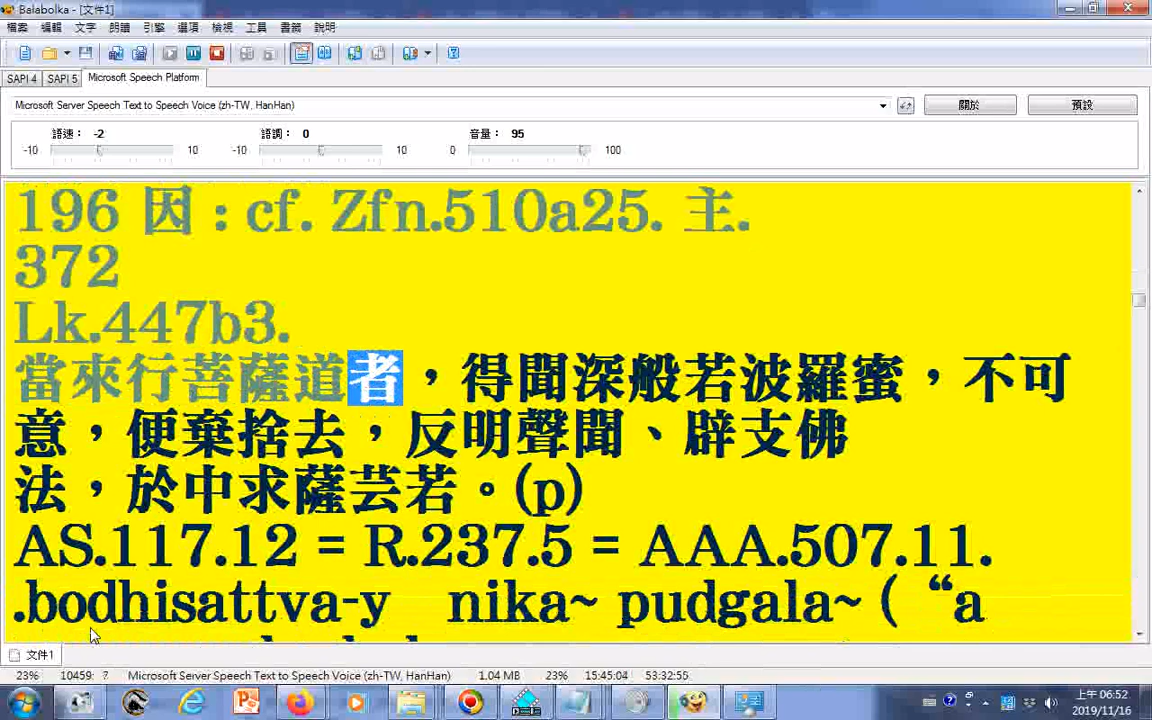 Balabolka - [文件1]
檔案 編輯 文字 朗讀 引擎 選項 檢視 工具 書籤 說明
SAPI 4 SAPI 5 Microsoft Speech Platform
Microsoft Server Speech Text to Speech Voice (zh-TW, HanHan) 關於 預設
語速： -2 語調： 0 音量： 95
-10 10 -10 10 0 100
196 因 : cf. Zfn.510a25. 主.
372
Lk.447b3.
當來行菩薩道者，得聞深般若波羅蜜，不可
意，便棄捨去，反明聲聞、辟支佛
法，於中求薩芸若。(p)
AS.117.12 = R.237.5 = AAA.507.11.
.bodhisattva-y nika~ pudgala~ ( “a
文件1
23% 10459: ? Microsoft Server Speech Text to Speech Voice (zh-TW, HanHan) 1.04 MB 23% 15:45:04 53:32:55
上午 06:52
2019/11/16